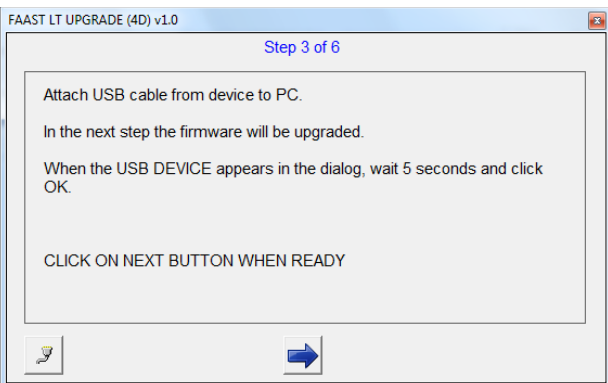 FAAST LT UPGRADE (4D) v1.0
Step 3 of 6
Attach USB cable from device to PC.
In the next step the firmware will be upgraded.
When the USB DEVICE appears in the dialog, wait 5 seconds and click
OK.
CLICK ON NEXT BUTTON WHEN READY